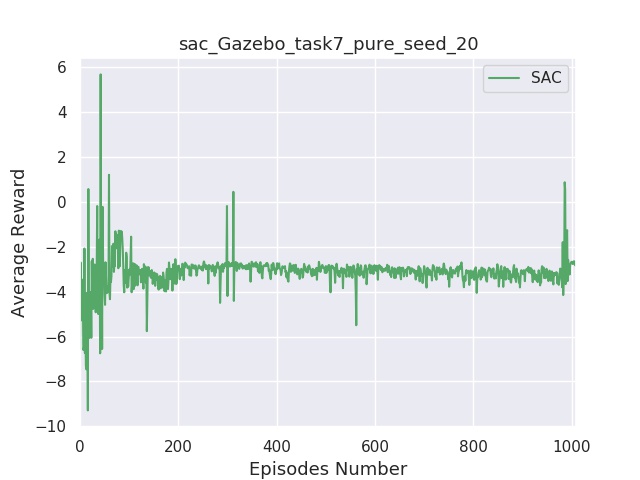 sac_Gazebo_task7_pure_seed_20
SAC
6
4
2
0
−2
−4
−6
−8
−10
Average Reward
0 200 400 600 800 1000
Episodes Number